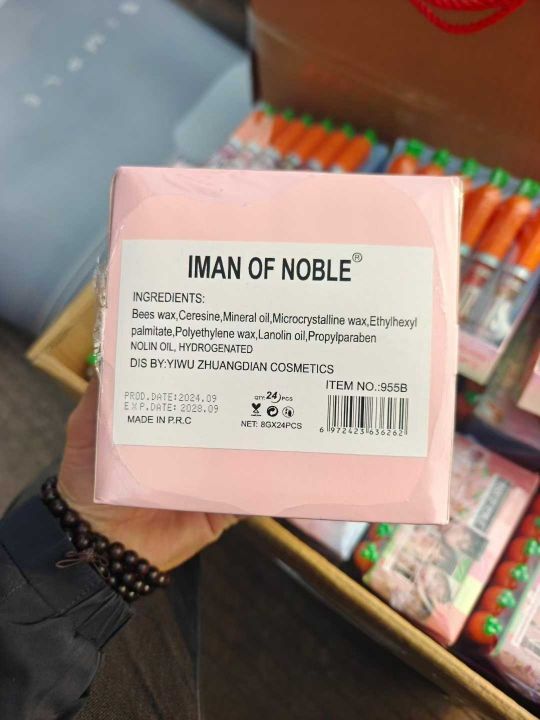 IMAN OF NOBLE®
INGREDIENTS:
Bees wax,Ceresine,Mineral oil,Microcrystalline wax,Ethylhexyl
palmitate,Polyethylene wax,Lanolin oil,Propylparaben
NOLIN OIL, HYDROGENATED
DIS BY:YIWU ZHUANGDIAN COSMETICS
ITEM NO.:955B
PROD.DATE:2024.09
EXP.DATE: 2028.09
MADE IN P.R.C
QTY: 24 PCS
NET: 8GX24PCS
6 972423 636262